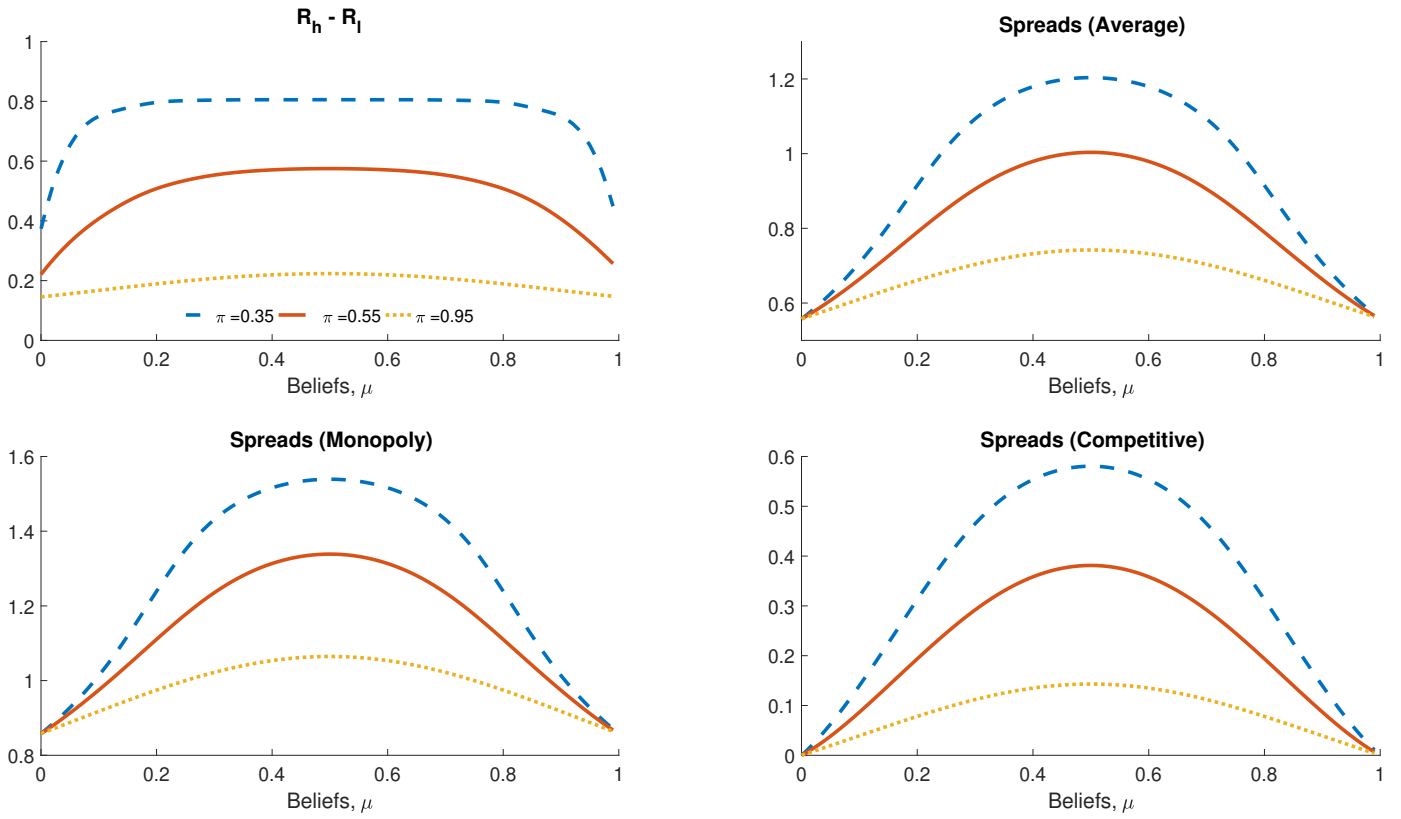 R_h - R_l
1
0.8
0.6
0.4
0.2
0
π =0.35 π =0.55 π =0.95
0 0.2 0.4 0.6 0.8 1
Beliefs, μ
Spreads (Average)
1.2
1
0.8
0.6
0 0.2 0.4 0.6 0.8 1
Beliefs, μ
Spreads (Monopoly)
1.6
1.4
1.2
1
0.8
0 0.2 0.4 0.6 0.8 1
Beliefs, μ
Spreads (Competitive)
0.6
0.5
0.4
0.3
0.2
0.1
0
0 0.2 0.4 0.6 0.8 1
Beliefs, μ